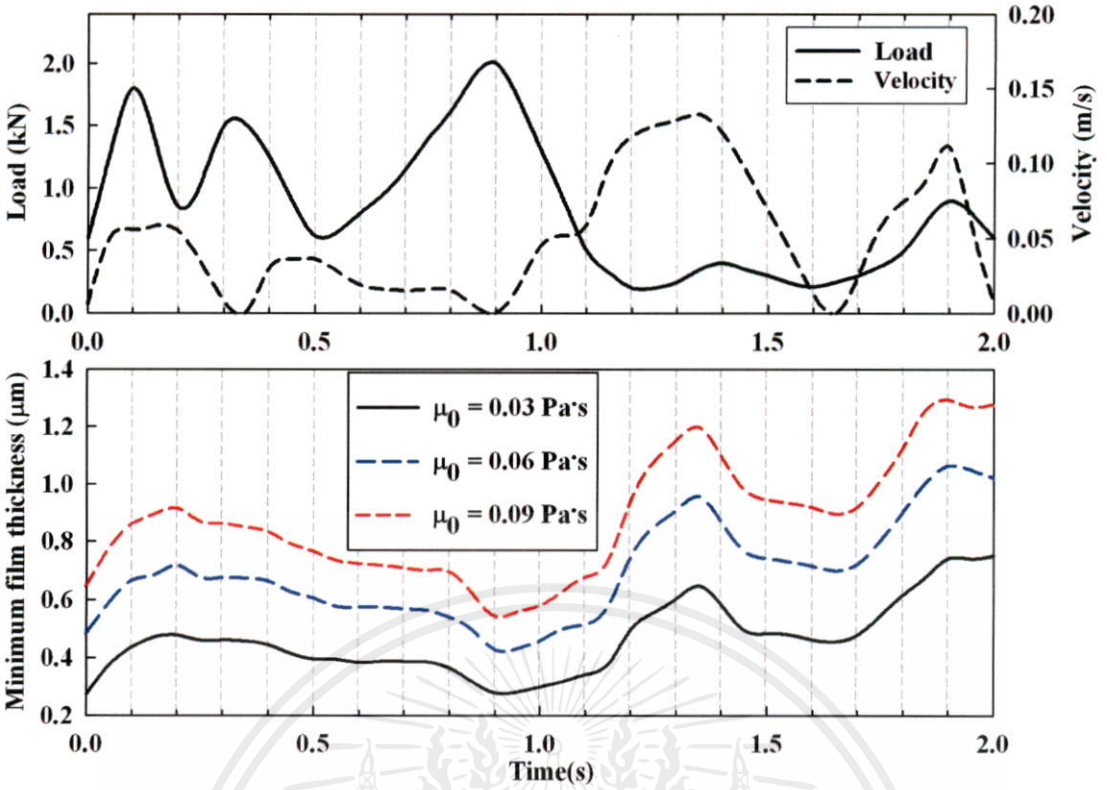 Load (kN)
2.0
1.5
1.0
0.5
0.0
Load
Velocity
0.20
0.15
0.10
0.05
0.00
Velocity (m/s)
0.0 0.5 1.0 1.5 2.0
Minimum film thickness (μm)
1.4
1.2
1.0
0.8
0.6
0.4
0.2
μ0 = 0.03 Pa·s
μ0 = 0.06 Pa·s
μ0 = 0.09 Pa·s
0.0 0.5 1.0 1.5 2.0
Time(s)